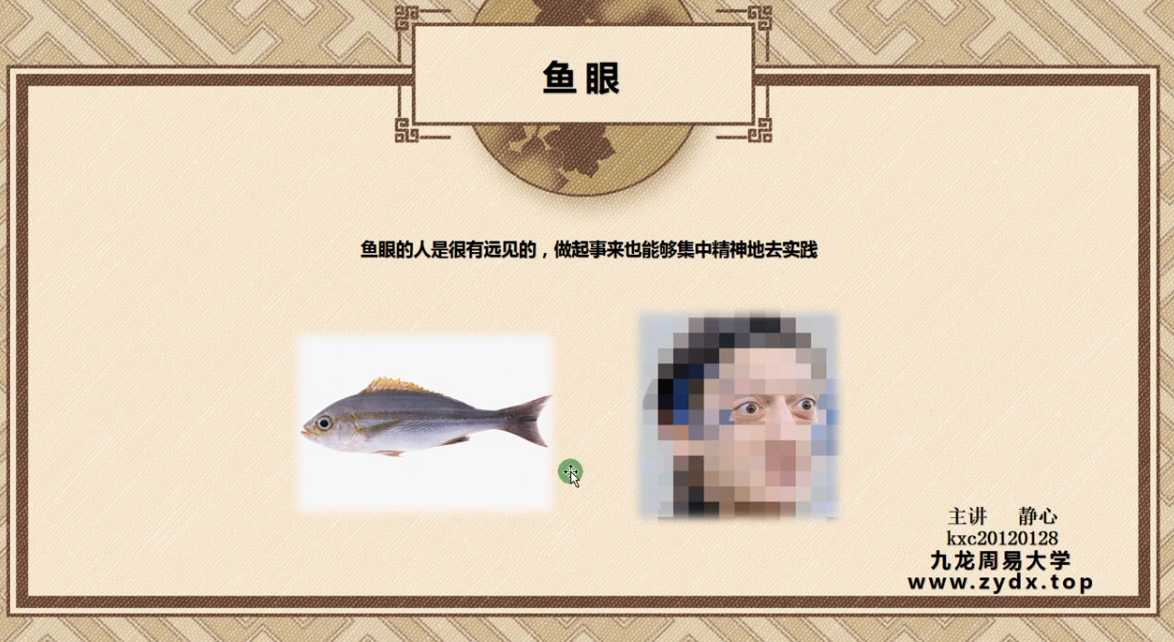 鱼眼
鱼眼的人是很有远见的，做起事来也能够集中精神地去实践
主讲 静心
kxc20120128
九龙周易大学
www.zydx.top